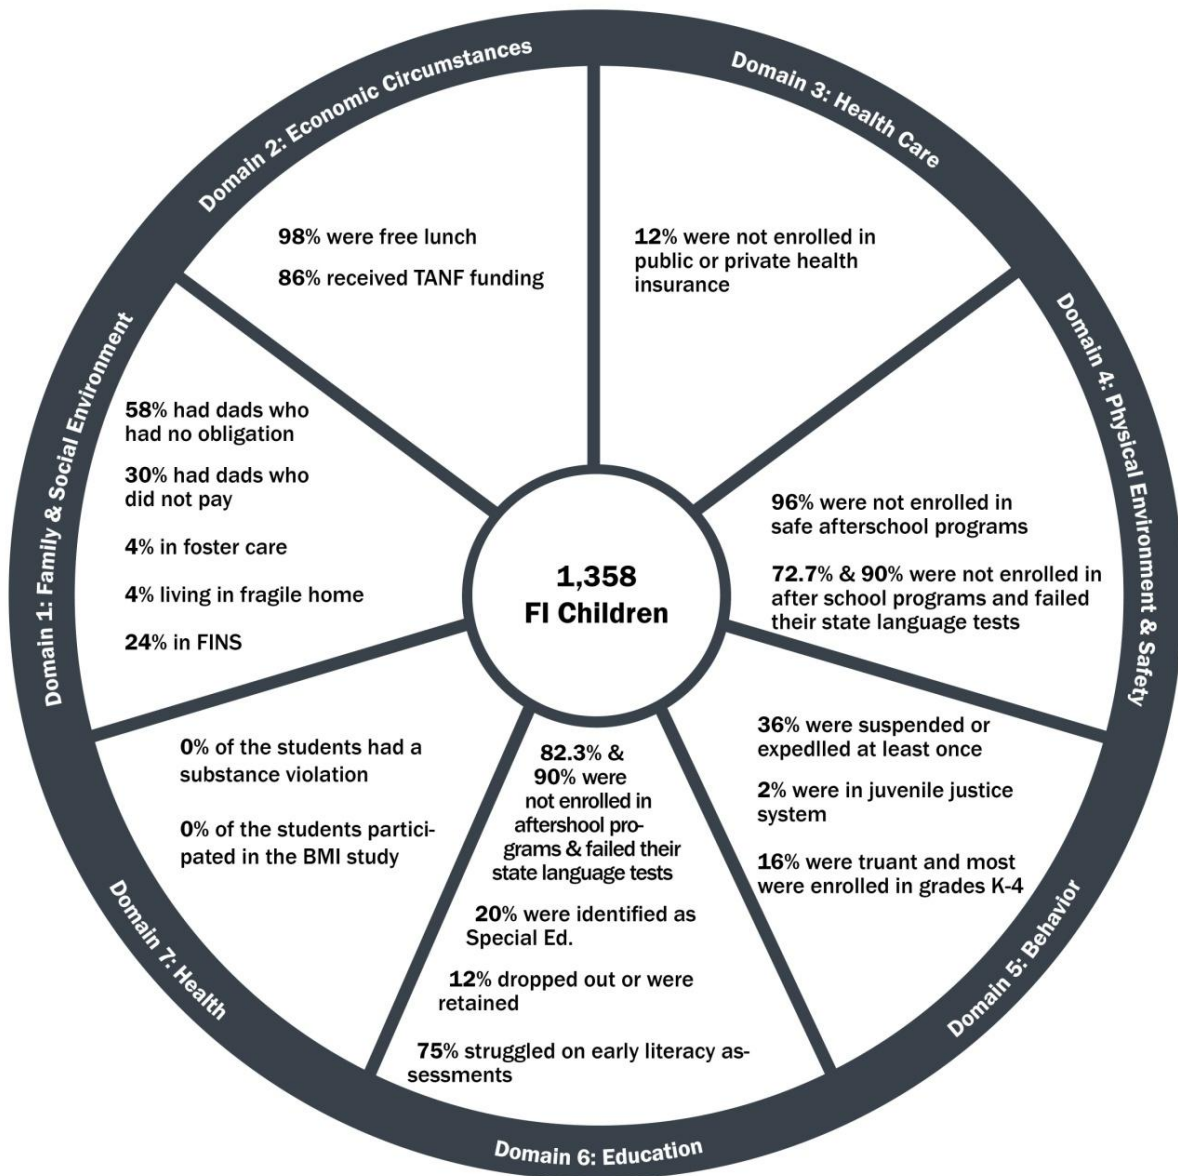 Domain 1: Family & Social Environment
58% had dads who
had no obligation
30% had dads who
did not pay
4% in foster care
4% living in fragile home
24% in FINS
Domain 2: Economic Circumstances
98% were free lunch
86% received TANF funding
Domain 3: Health Care
12% were not enrolled in
public or private health
insurance
Domain 4: Physical Environment & Safety
96% were not enrolled in
safe afterschool programs
72.7% & 90% were not enrolled in
after school programs and failed
their state language tests
Domain 5: Behavior
36% were suspended or
expedlled at least once
2% were in juvenile justice
system
16% were truant and most
were enrolled in grades K-4
Domain 6: Education
82.3% &
90% were
not enrolled in
aftershool pro-
grams & failed their
state language tests
20% were identified as
Special Ed.
12% dropped out or were
retained
75% struggled on early literacy as-
sessments
Domain 7: Health
0% of the students had a
substance violation
0% of the students partici-
pated in the BMI study
1,358
FI Children